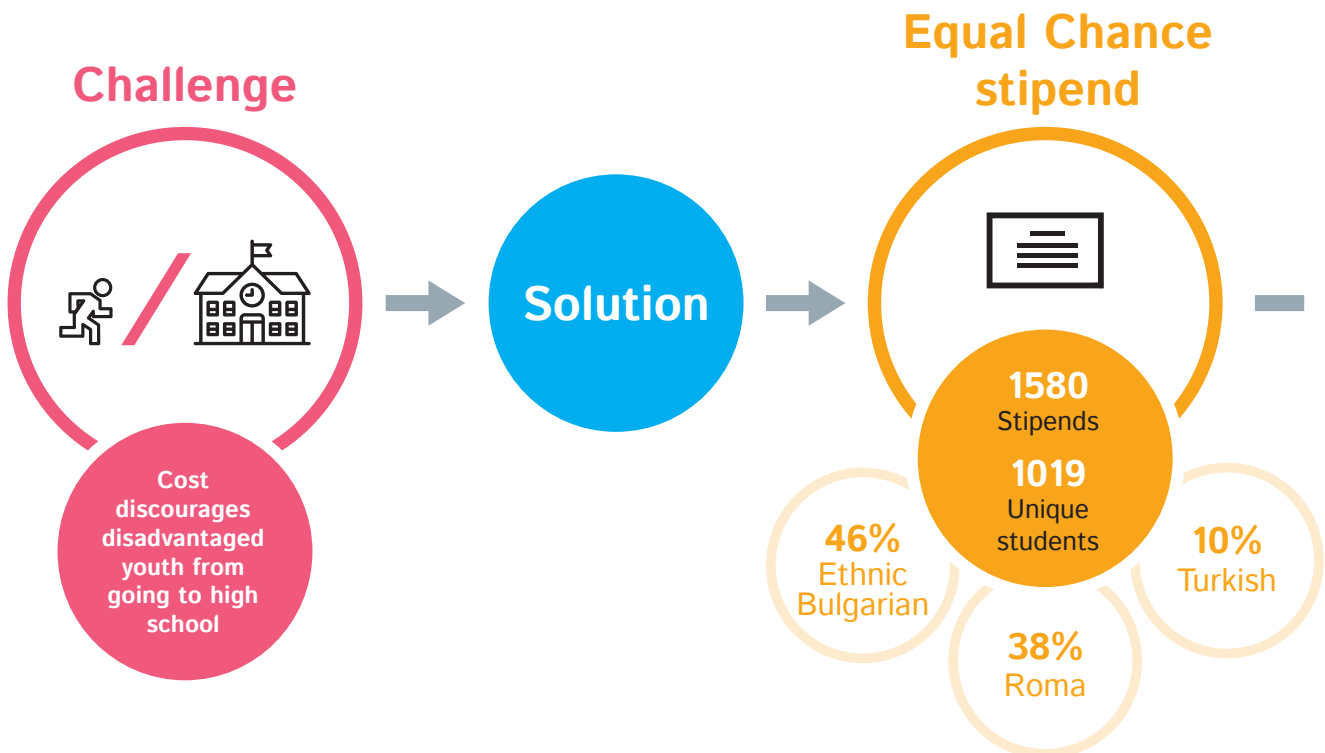 Challenge
Cost
discourages
disadvantaged
youth from
going to high
school
Solution
Equal Chance
stipend
1580
Stipends
1019
Unique
students
46%
Ethnic
Bulgarian
38%
Roma
10%
Turkish